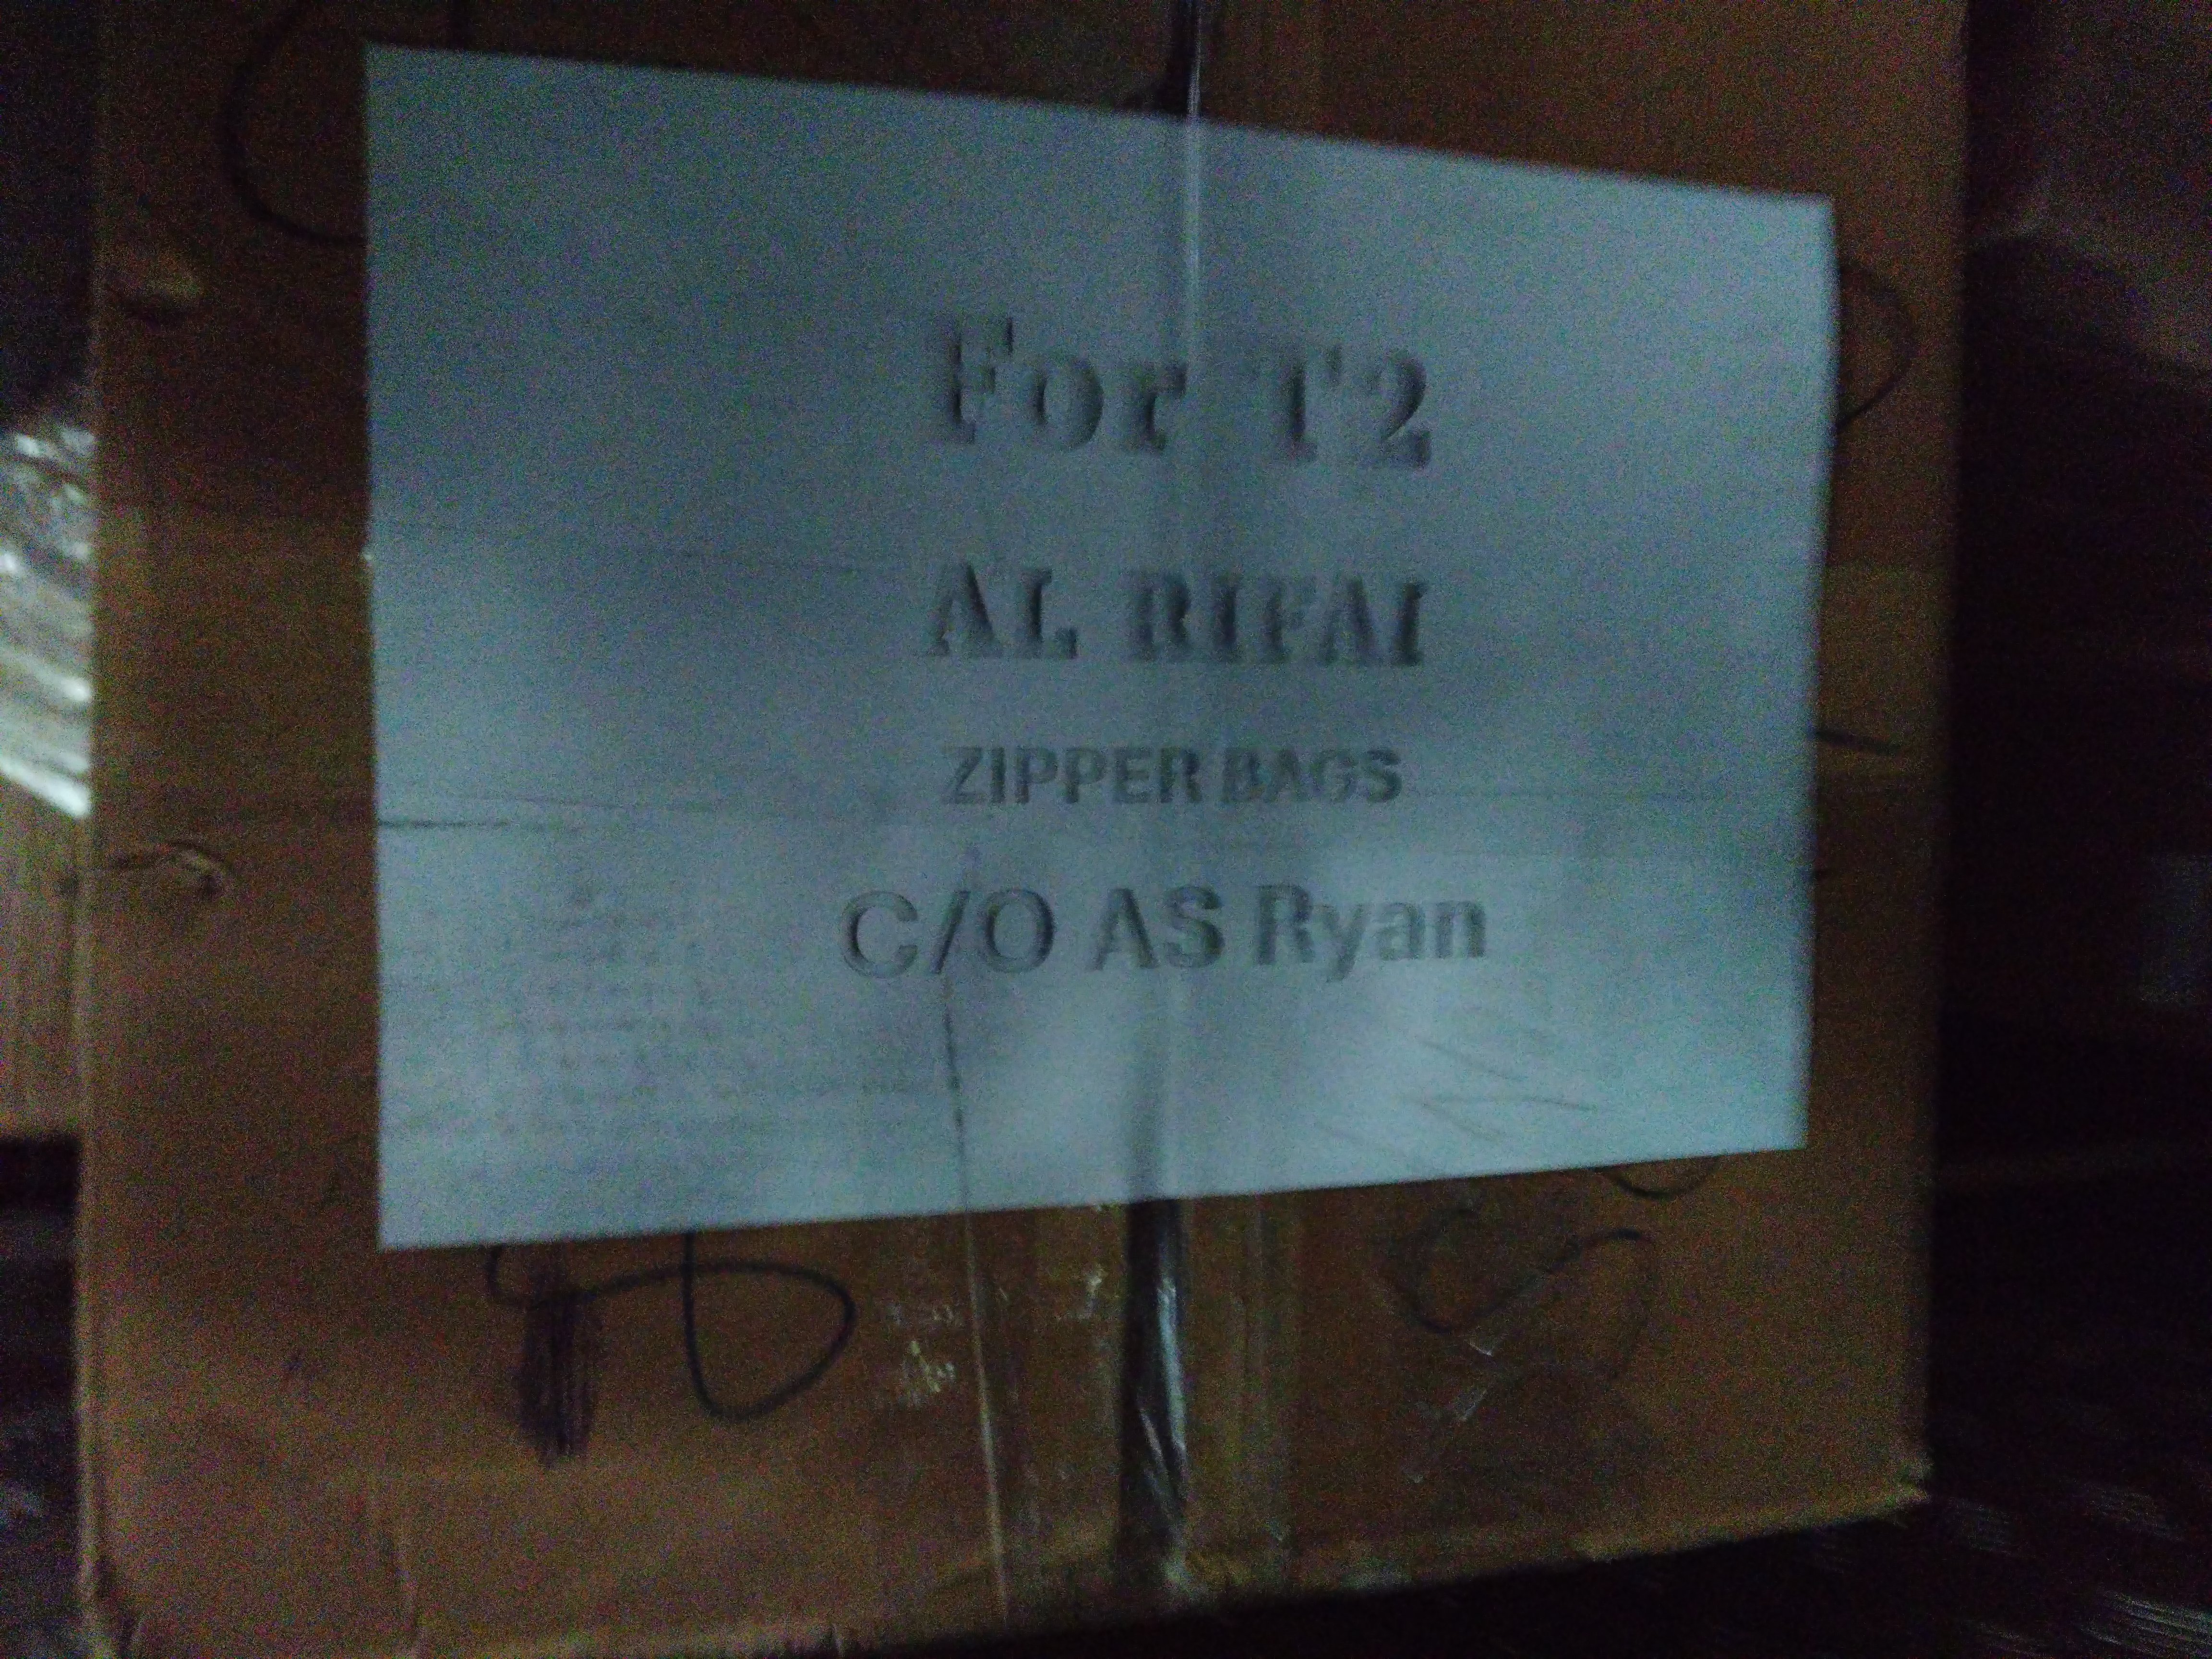 For T2
AL RIFAI
ZIPPER BAGS
C/O AS Ryan